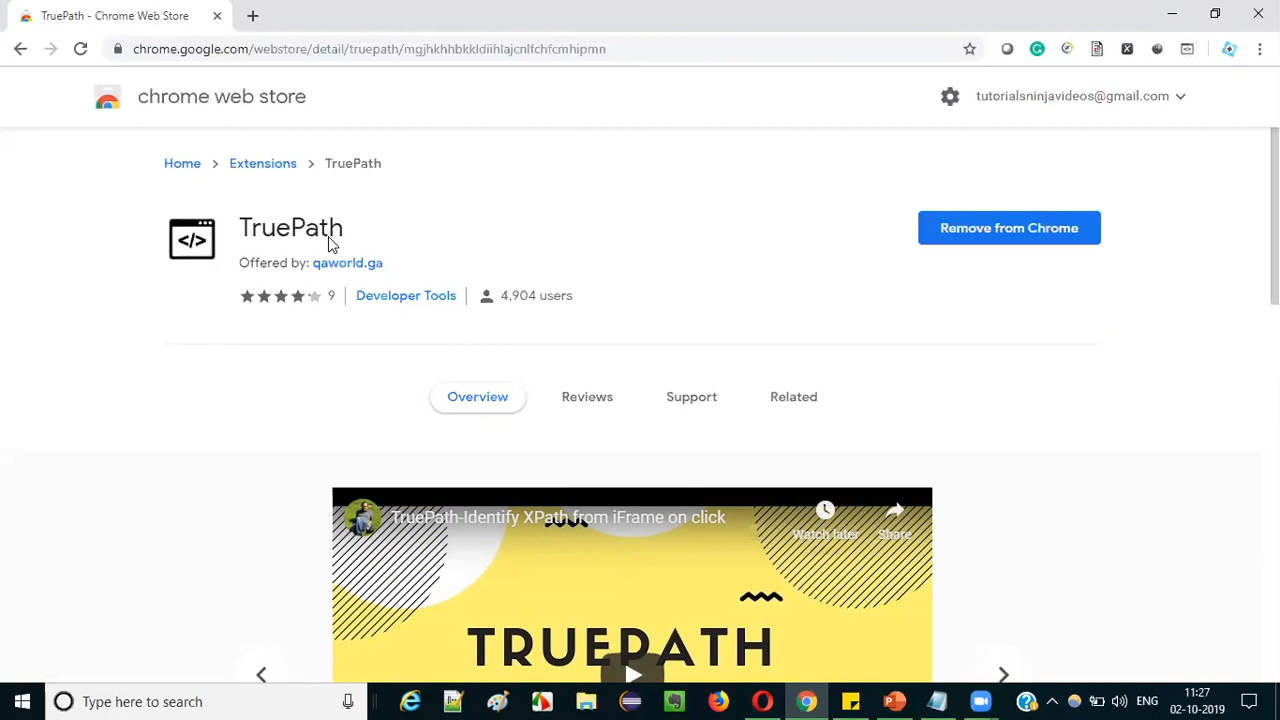 TruePath - Chrome Web Store
chrome.google.com/webstore/detail/truepath/mgjhkhhbkkldiihlajcnlfchfcmhipmn
chrome web store
tutorialsninjavideos@gmail.com
Home > Extensions > TruePath
TruePath
Remove from Chrome
Offered by: qaworld.ga
9 Developer Tools 4,904 users
Overview Reviews Support Related
TruePath-Identify XPath from iFrame on click
Watch later Share
TRUEPATH
Type here to search
ENG
11:27
02-10-2019